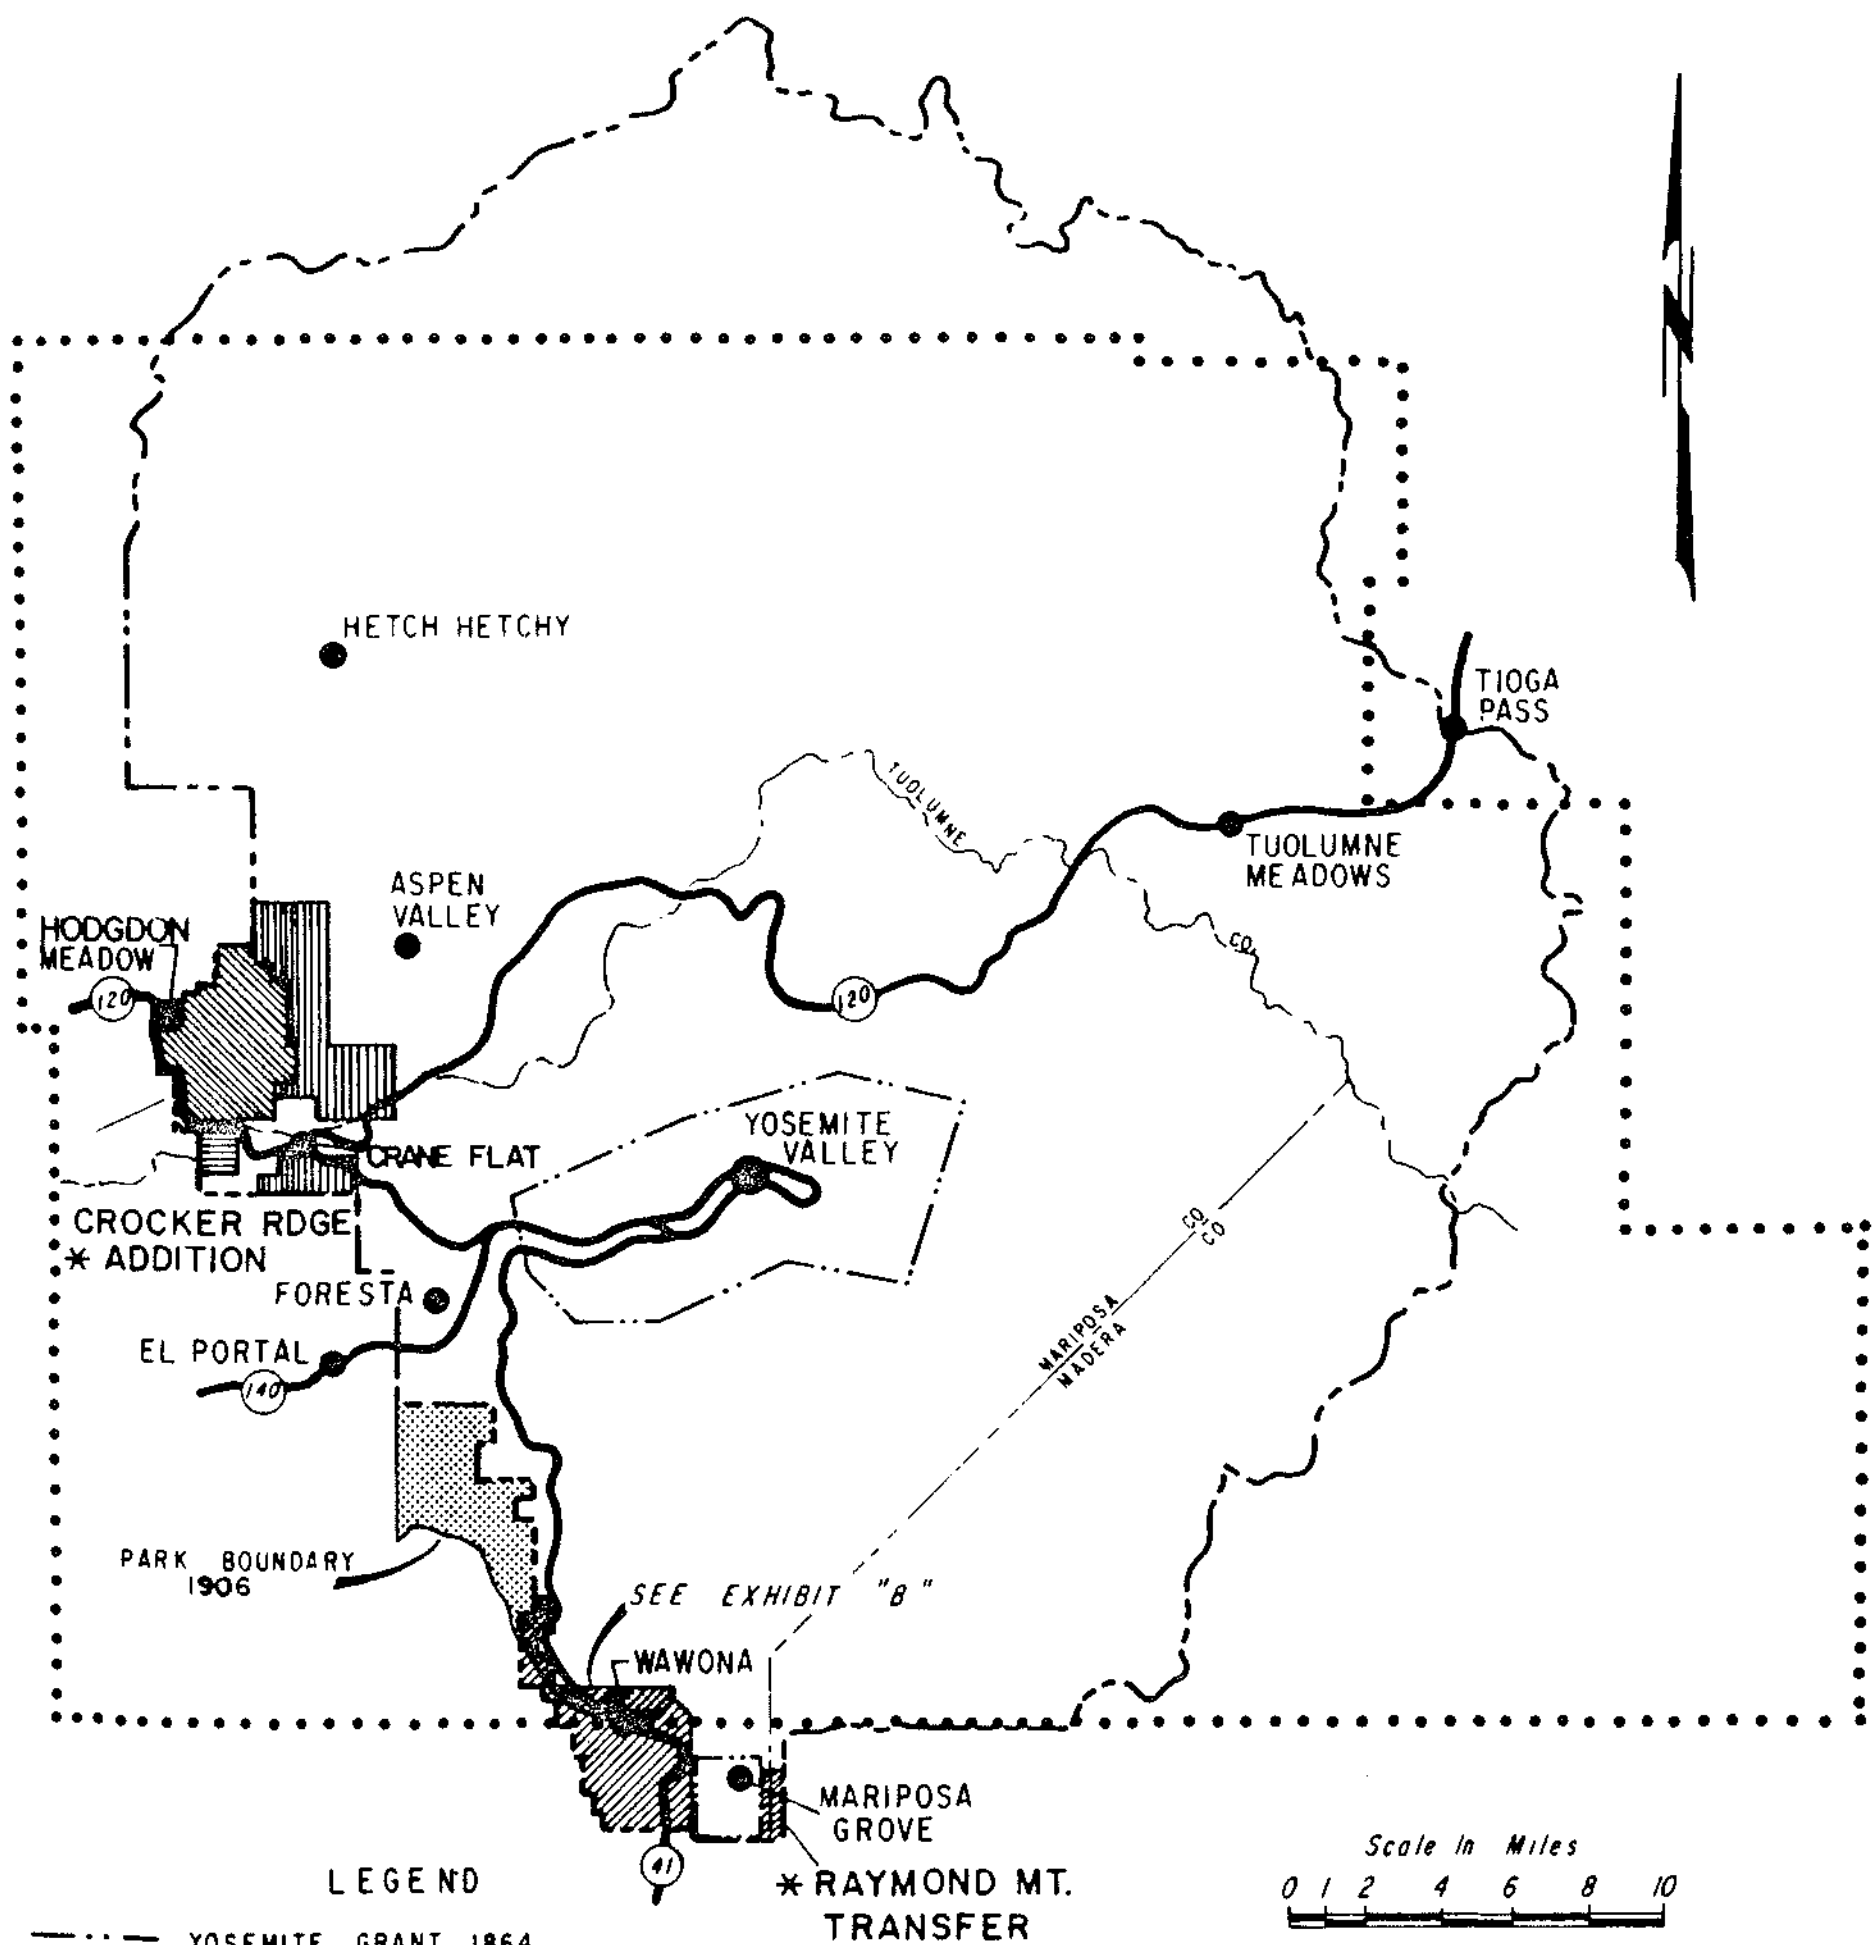 HETCH HETCHY
TIOGA
PASS
TUOLUMNE
TUOLUMNE
MEADOWS
ASPEN
VALLEY
HODGDON
MEADOW
120
120
CO.
YOSEMITE
VALLEY
CRANE FLAT
CROCKER RDGE
* ADDITION
CO
CO
FORESTA
MARIPOSA
MADERA
EL PORTAL
140
PARK BOUNDARY
1906
SEE EXHIBIT "B"
WAWONA
MARIPOSA
GROVE
41
* RAYMOND MT.
TRANSFER
Scale In Miles
0 1 2 4 6 8 10
LEGEND
YOSEMITE GRANT 1864
N